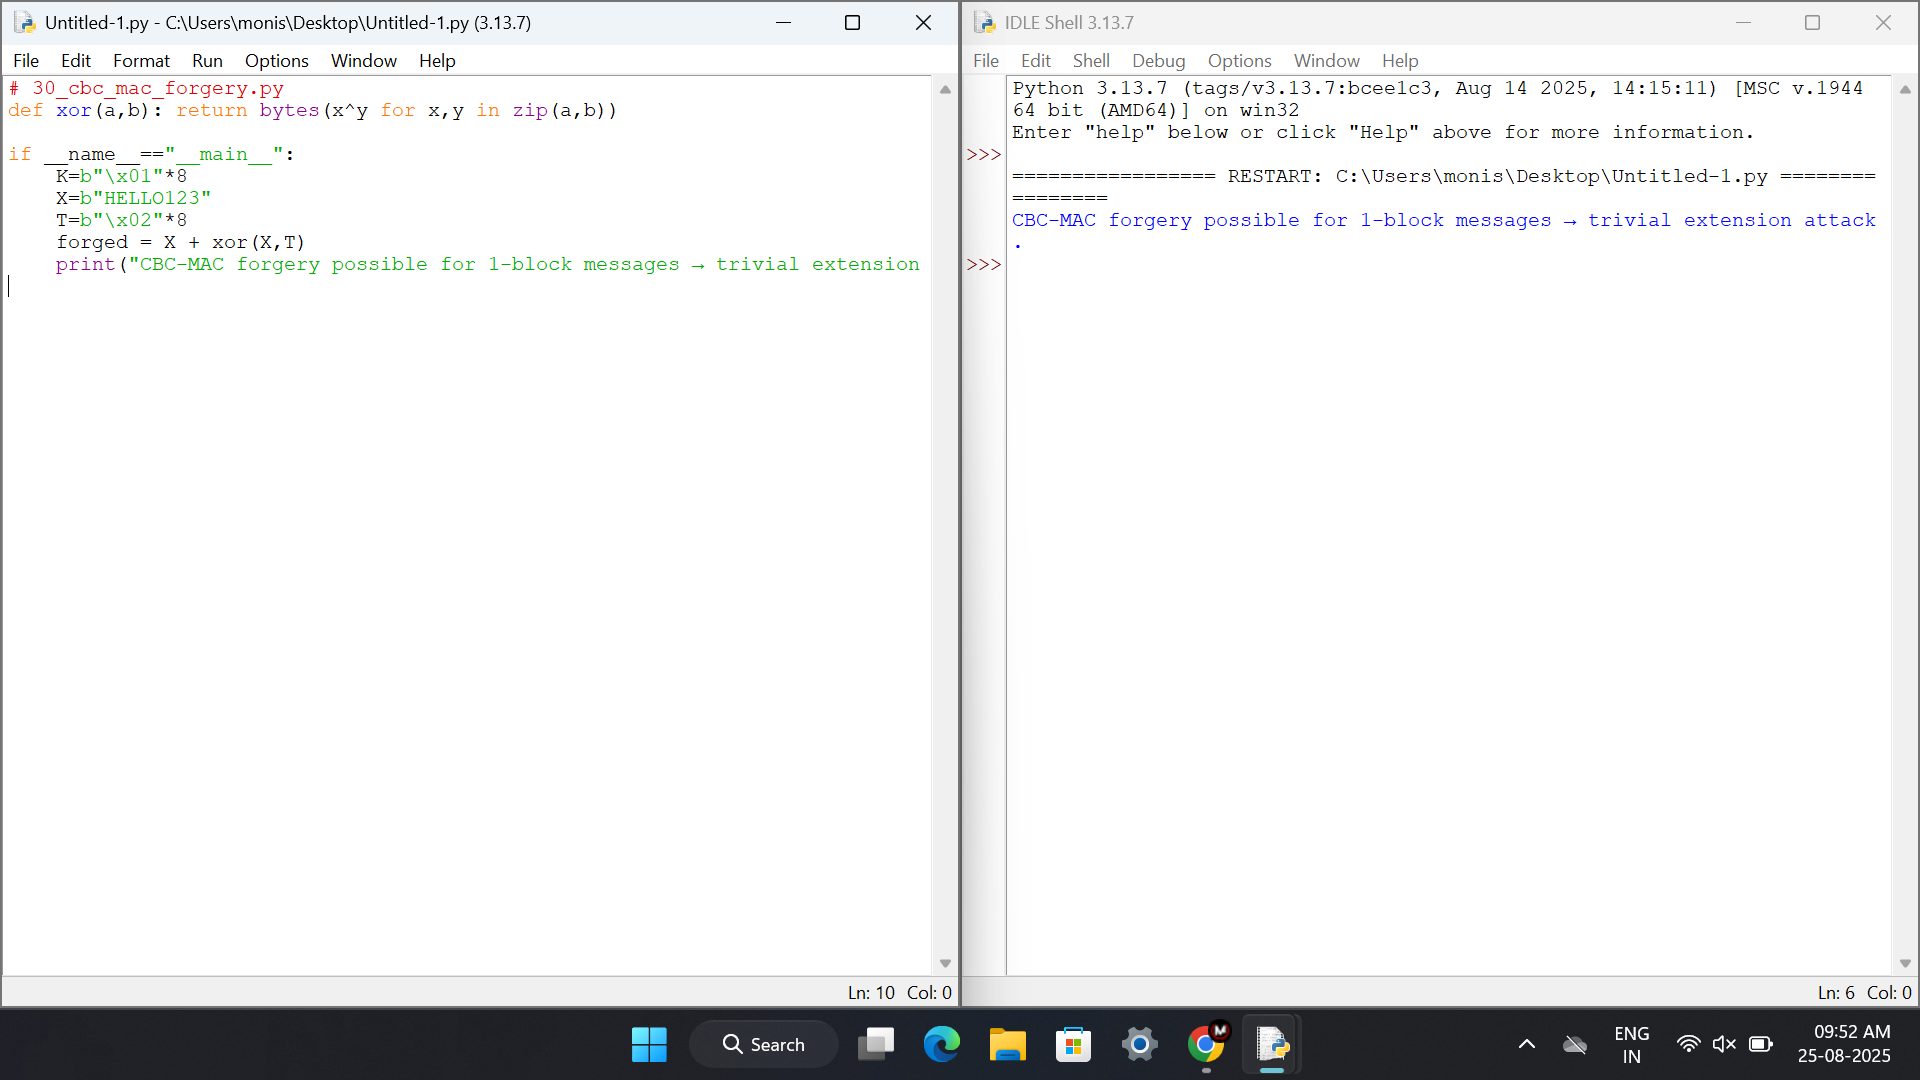 Untitled-1.py - C:\Users\monis\Desktop\Untitled-1.py (3.13.7)
File Edit Format Run Options Window Help
# 30_cbc_mac_forgery.py
def xor(a,b): return bytes(x^y for x,y in zip(a,b))
if __name__=="__main__":
    K=b"\x01"*8
    X=b"HELLO123"
    T=b"\x02"*8
    forged = X + xor(X,T)
    print("CBC-MAC forgery possible for 1-block messages → trivial extension
Ln: 10 Col: 0
IDLE Shell 3.13.7
File Edit Shell Debug Options Window Help
Python 3.13.7 (tags/v3.13.7:bcee1c3, Aug 14 2025, 14:15:11) [MSC v.1944
64 bit (AMD64)] on win32
Enter "help" below or click "Help" above for more information.
>>>
================= RESTART: C:\Users\monis\Desktop\Untitled-1.py ========
========
CBC-MAC forgery possible for 1-block messages → trivial extension attack
.
>>>
Ln: 6 Col: 0
Search
M
ENG
IN
09:52 AM
25-08-2025